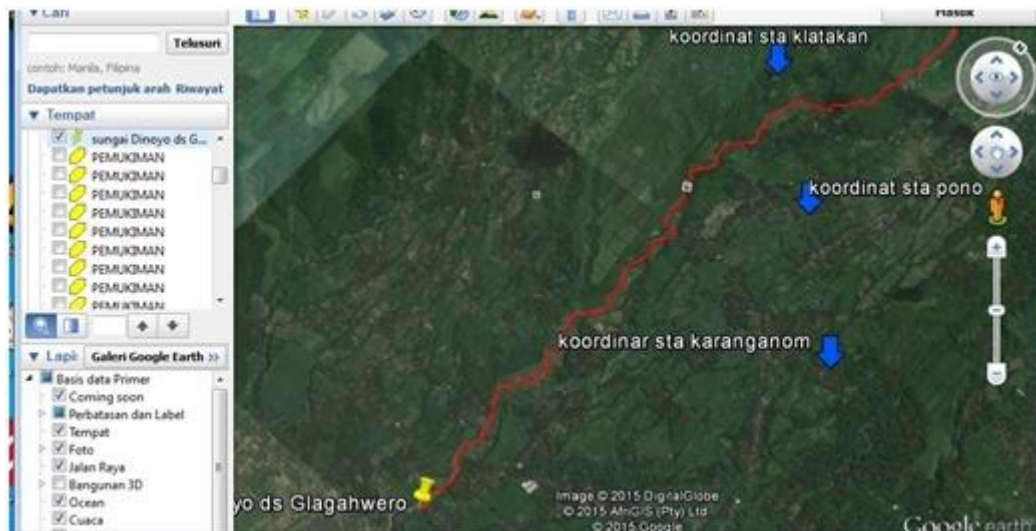 Cari
Masuk
Telusuri
contoh: Manila, Filipina
Dapatkan petunjuk arah Riwayat
Tempat
sungai Dinoyo ds G...
PEMUKIMAN
PEMUKIMAN
PEMUKIMAN
PEMUKIMAN
PEMUKIMAN
PEMUKIMAN
PEMUKIMAN
PEMUKIMAN
PEMUKIMAN
Lapi: Galeri Google Earth >>
Basis data Primer
Coming soon
Perbatasan dan Label
Tempat
Foto
Jalan Raya
Bangunan 3D
Ocean
Cuaca
koordinat sta klatakan
koordinat sta pono
koordinar sta karanganom
yo ds Glagahwero
Image © 2015 DigitalGlobe
© 2015 AfriGIS (Pty) Ltd
© 2015 Google
Google earth